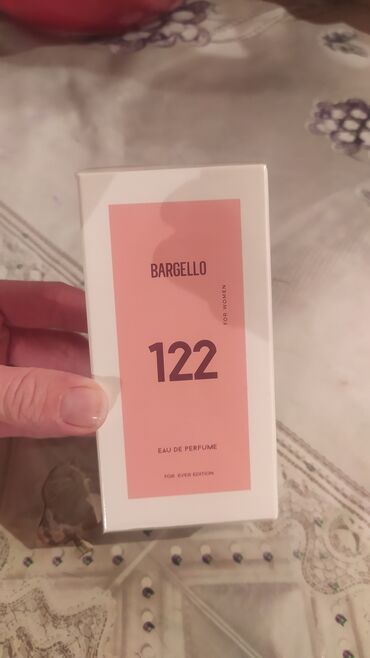 BARGELLO
FOR WOMEN
122
EAU DE PERFUME
FOR EVER EDITION